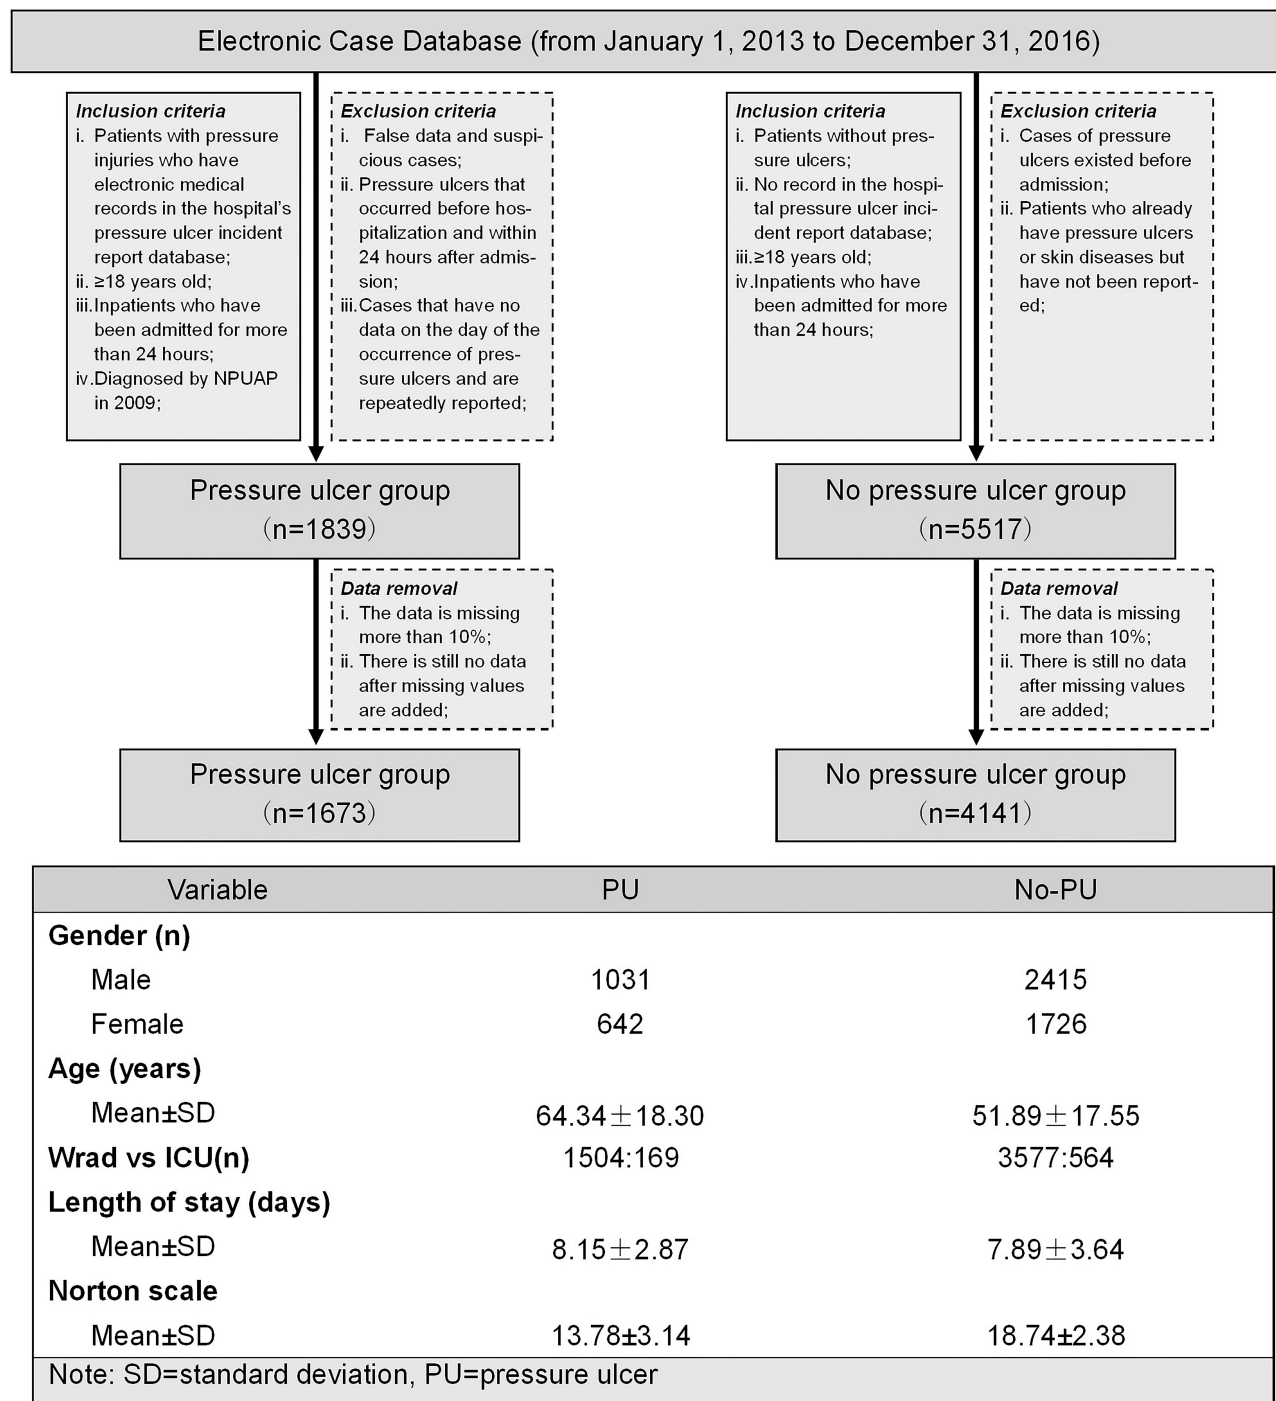 Electronic Case Database (from January 1, 2013 to December 31, 2016)
Inclusion criteria
i. Patients with pressure
injuries who have
electronic medical
records in the hospital's
pressure ulcer incident
report database;
ii. ≥18 years old;
iii.Inpatients who have
been admitted for more
than 24 hours;
iv.Diagnosed by NPUAP
in 2009;
Exclusion criteria
i. False data and suspi-
cious cases;
ii. Pressure ulcers that
occurred before hos-
pitalization and within
24 hours after admis-
sion;
iii.Cases that have no
data on the day of the
occurrence of pres-
sure ulcers and are
repeatedly reported;
Inclusion criteria
i. Patients without pres-
sure ulcers;
ii. No record in the hospi-
tal pressure ulcer inci-
dent report database;
iii.≥18 years old;
iv.Inpatients who have
been admitted for more
than 24 hours;
Exclusion criteria
i. Cases of pressure
ulcers existed before
admission;
ii. Patients who already
have pressure ulcers
or skin diseases but
have not been report-
ed;
Pressure ulcer group
（n=1839）
No pressure ulcer group
（n=5517）
Data removal
i. The data is missing
more than 10%;
ii. There is still no data
after missing values
are added;
Data removal
i. The data is missing
more than 10%;
ii. There is still no data
after missing values
are added;
Pressure ulcer group
（n=1673）
No pressure ulcer group
（n=4141）
Variable PU No-PU
Gender (n)
Male 1031 2415
Female 642 1726
Age (years)
Mean±SD 64.34±18.30 51.89±17.55
Wrad vs ICU(n) 1504:169 3577:564
Length of stay (days)
Mean±SD 8.15±2.87 7.89±3.64
Norton scale
Mean±SD 13.78±3.14 18.74±2.38
Note: SD=standard deviation, PU=pressure ulcer